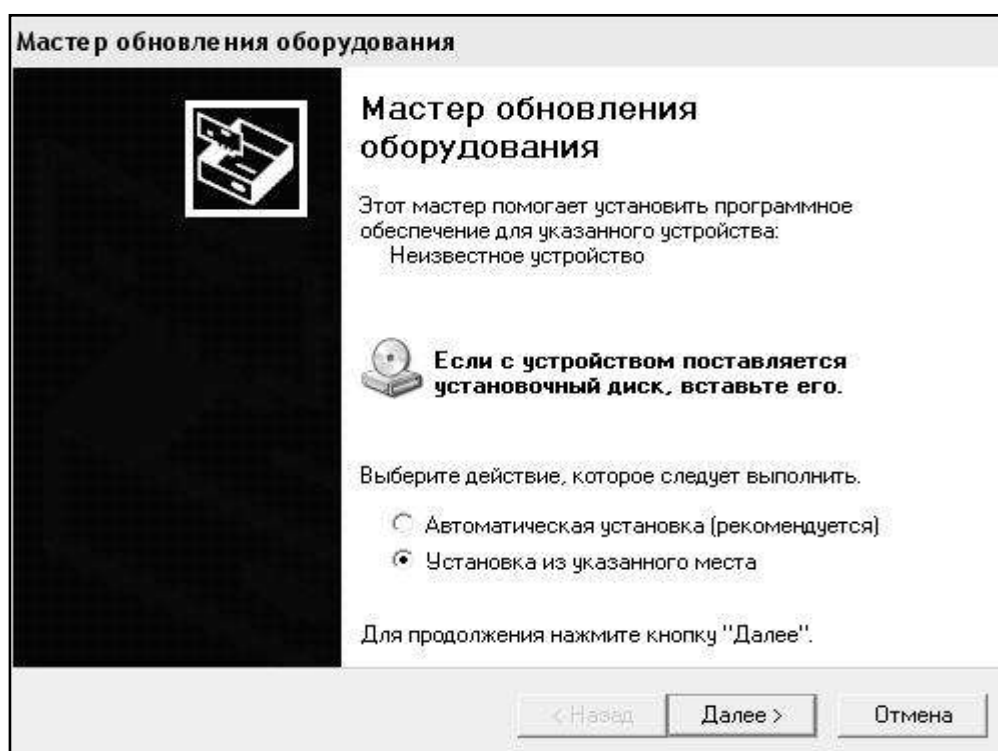 Мастер обновления оборудования
Мастер обновления
оборудования
Этот мастер помогает установить программное
обеспечение для указанного устройства:
Неизвестное устройство
Если с устройством поставляется
установочный диск, вставьте его.
Выберите действие, которое следует выполнить.
Автоматическая установка (рекомендуется)
Установка из указанного места
Для продолжения нажмите кнопку "Далее".
< Назад
Далее >
Отмена